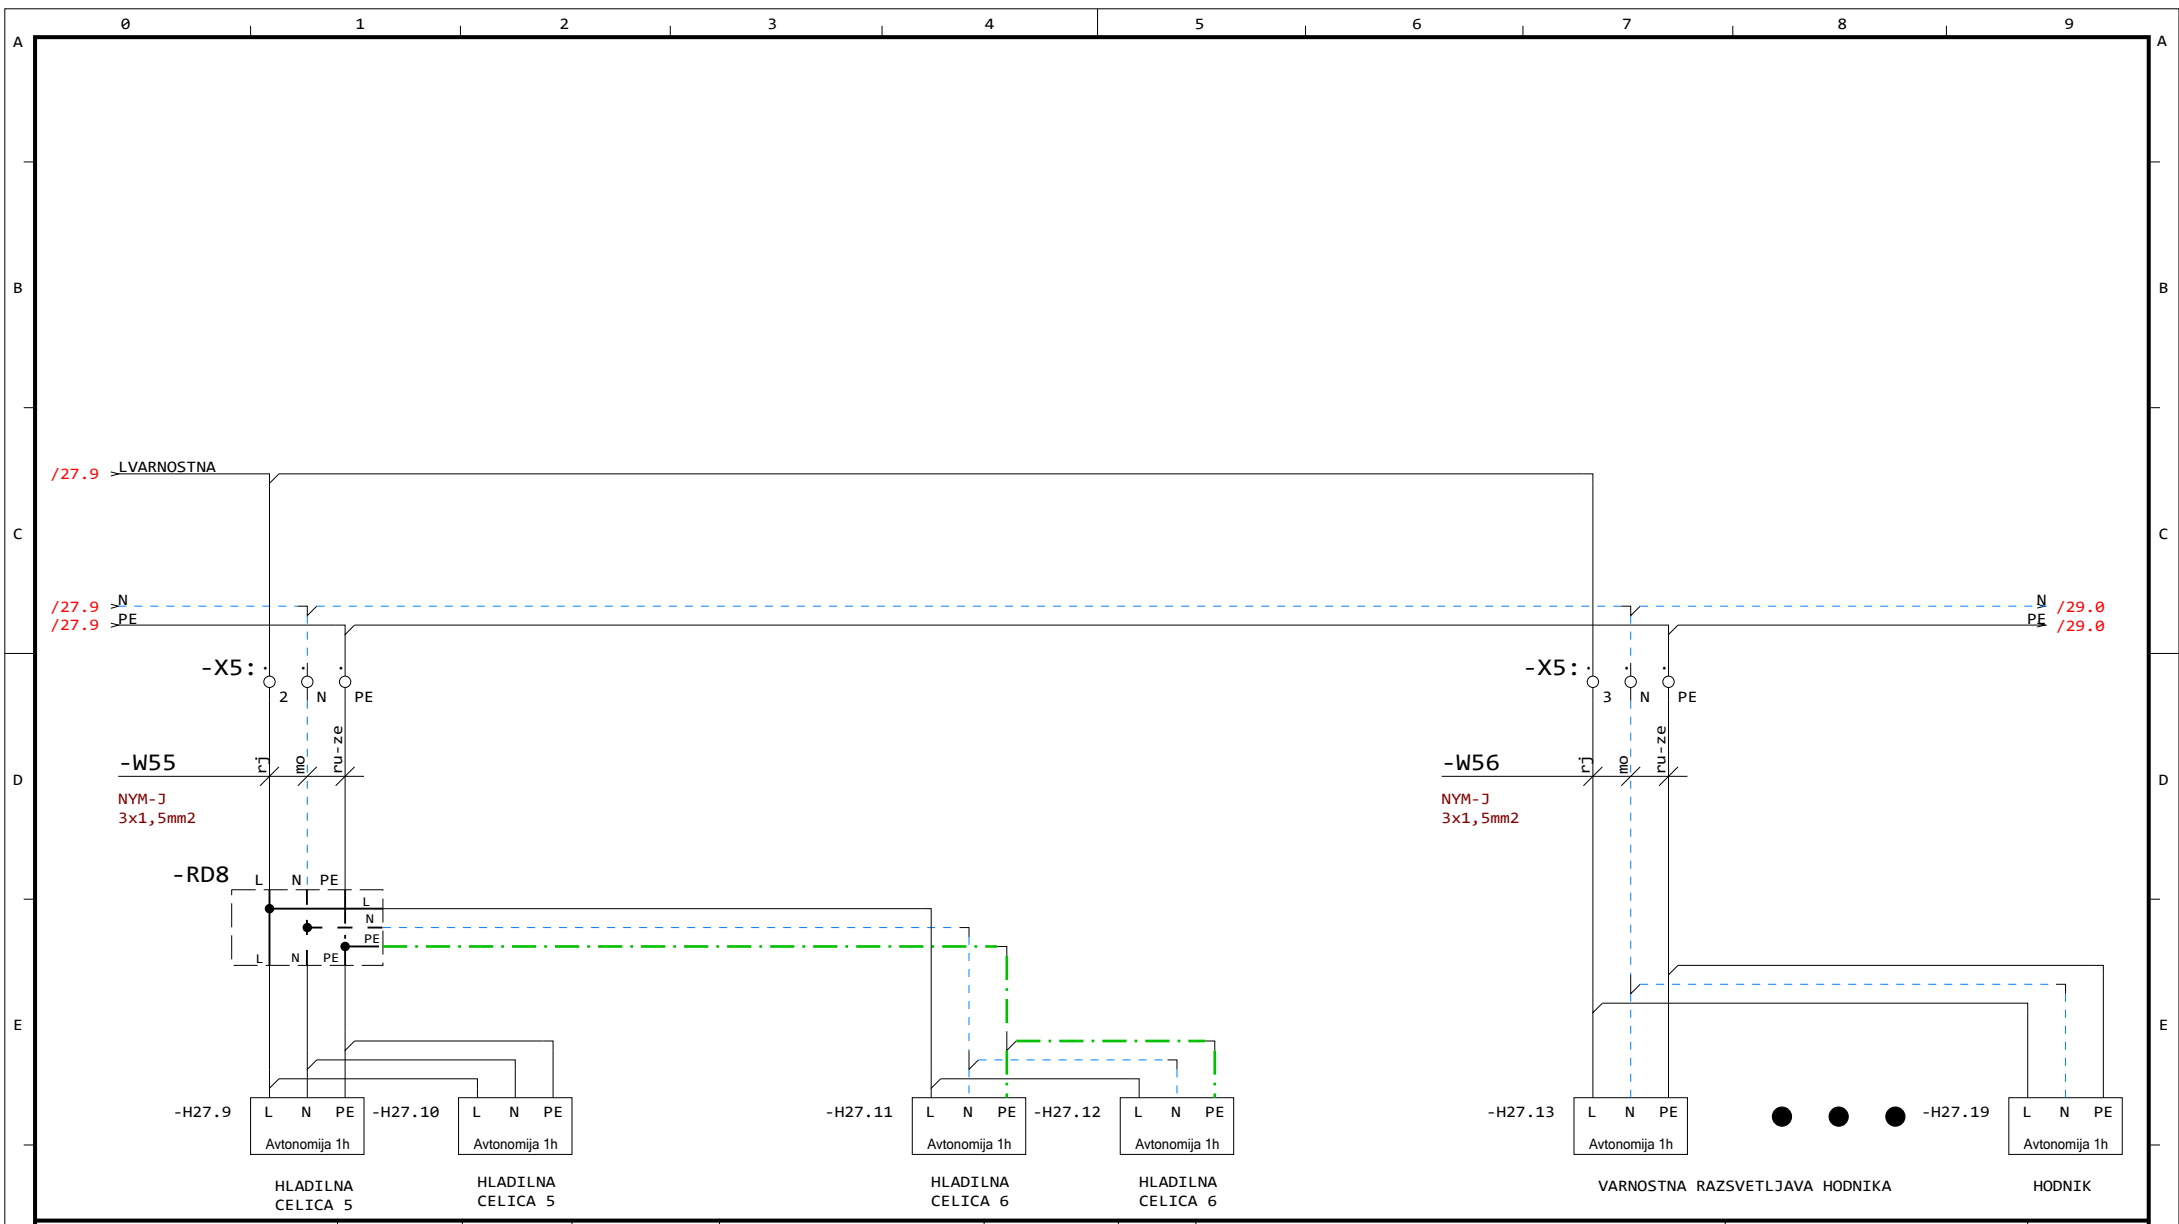 0 1 2 3 4 5 6 7 8 9
A A
B B
/27.9 LVARNOSTNA
C C
/27.9 N N /29.0
/27.9 PE PE /29.0
-X5: 2 N PE -X5: 3 N PE
rj mo ru-ze rj mo ru-ze
-W55 -W56
D D
NYM-J NYM-J
3x1,5mm2 3x1,5mm2
-RD8 L N PE
L
N
PE
L N PE
E E
-H27.9 L N PE -H27.10 L N PE -H27.11 L N PE -H27.12 L N PE -H27.13 L N PE -H27.19 L N PE
Avtonomija 1h Avtonomija 1h Avtonomija 1h Avtonomija 1h Avtonomija 1h Avtonomija 1h
HLADILNA HLADILNA HLADILNA HLADILNA VARNOSTNA RAZSVETLJAVA HODNIKA HODNIK
CELICA 5 CELICA 5 CELICA 6 CELICA 6